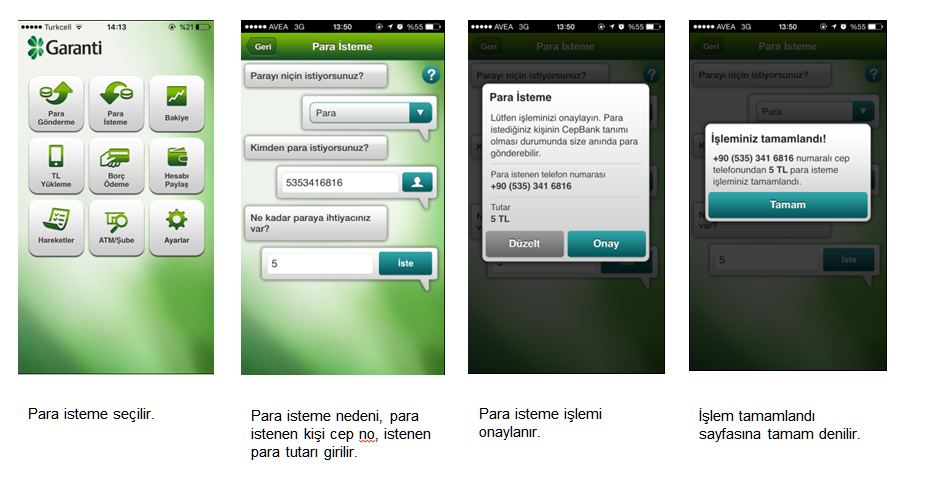 Turkcell 14:13 %21
Garanti
Para
Gönderme
Para
İsteme
Bakiye
TL
Yükleme
Borç
Ödeme
Hesabı
Paylaş
Hareketler
ATM/Şube
Ayarlar
Para isteme seçilir.
AVEA 3G 13:50 %55
Geri
Para İsteme
Parayı niçin istiyorsunuz?
?
Para
Kimden para istiyorsunuz?
5353416816
Ne kadar paraya ihtiyacınız
var?
5
İste
Para isteme nedeni, para
istenen kişi cep no, istenen
para tutarı girilir.
AVEA 3G 13:50 %55
Geri
Para İsteme
Parayı niçin istiyorsunuz?
?
Para İsteme
Lütfen işleminizi onaylayın. Para
istediğiniz kişinin CepBank tanımı
olması durumunda size anında para
gönderebilir.
Para istenen telefon numarası
+90 (535) 341 6816
Tutar
5 TL
Düzelt
Onay
Para isteme işlemi
onaylanır.
AVEA 3G 13:50 %55
Geri
Para İsteme
Parayı niçin istiyorsunuz?
?
Para
İşleminiz tamamlandı!
+90 (535) 341 6816 numaralı cep
telefonundan 5 TL para isteme
işleminiz tamamlandı.
Tamam
var?
5
İste
İşlem tamamlandı
sayfasına tamam denilir.